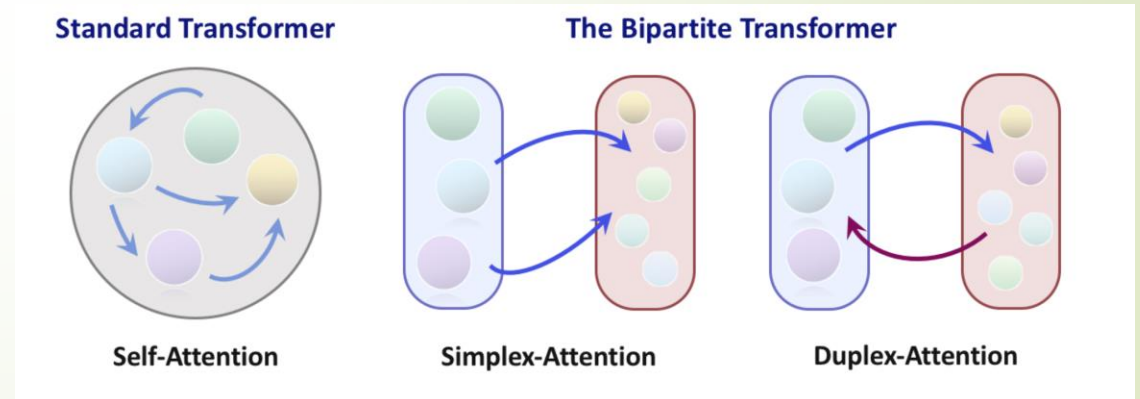 Standard Transformer
The Bipartite Transformer
Self-Attention
Simplex-Attention
Duplex-Attention